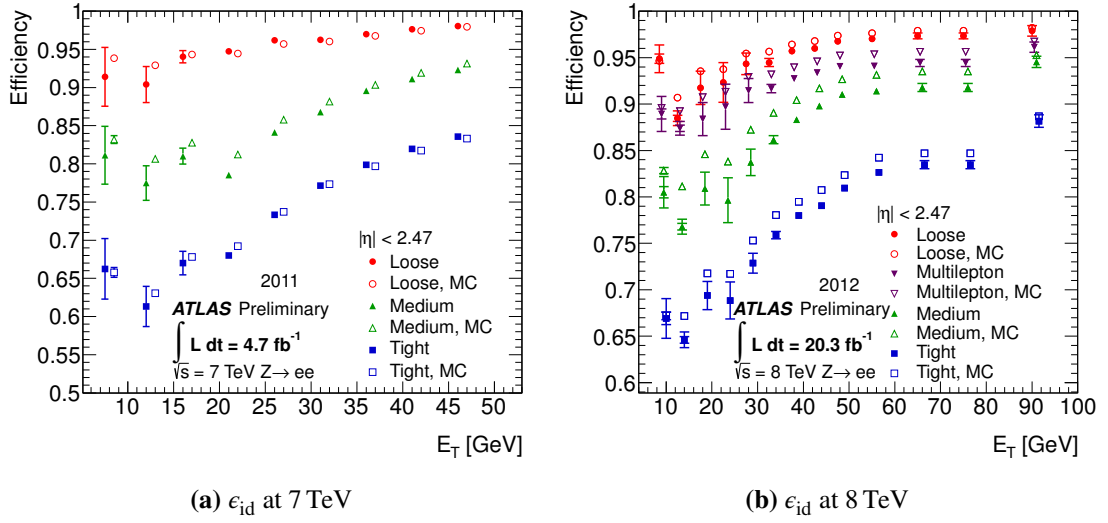 Efficiency
1
0.95
0.9
0.85
0.8
0.75
0.7
0.65
0.6
0.55
0.5
10 15 20 25 30 35 40 45 50
E_T [GeV]
|η| < 2.47
Loose
Loose, MC
Medium
Medium, MC
Tight
Tight, MC
2011
ATLAS Preliminary
∫ L dt = 4.7 fb⁻¹
√s = 7 TeV Z→ ee
(a) ϵ_id at 7 TeV
Efficiency
1
0.95
0.9
0.85
0.8
0.75
0.7
0.65
0.6
10 20 30 40 50 60 70 80 90 100
E_T [GeV]
|η| < 2.47
Loose
Loose, MC
Multilepton
Multilepton, MC
Medium
Medium, MC
Tight
Tight, MC
2012
ATLAS Preliminary
∫ L dt = 20.3 fb⁻¹
√s = 8 TeV Z→ ee
(b) ϵ_id at 8 TeV